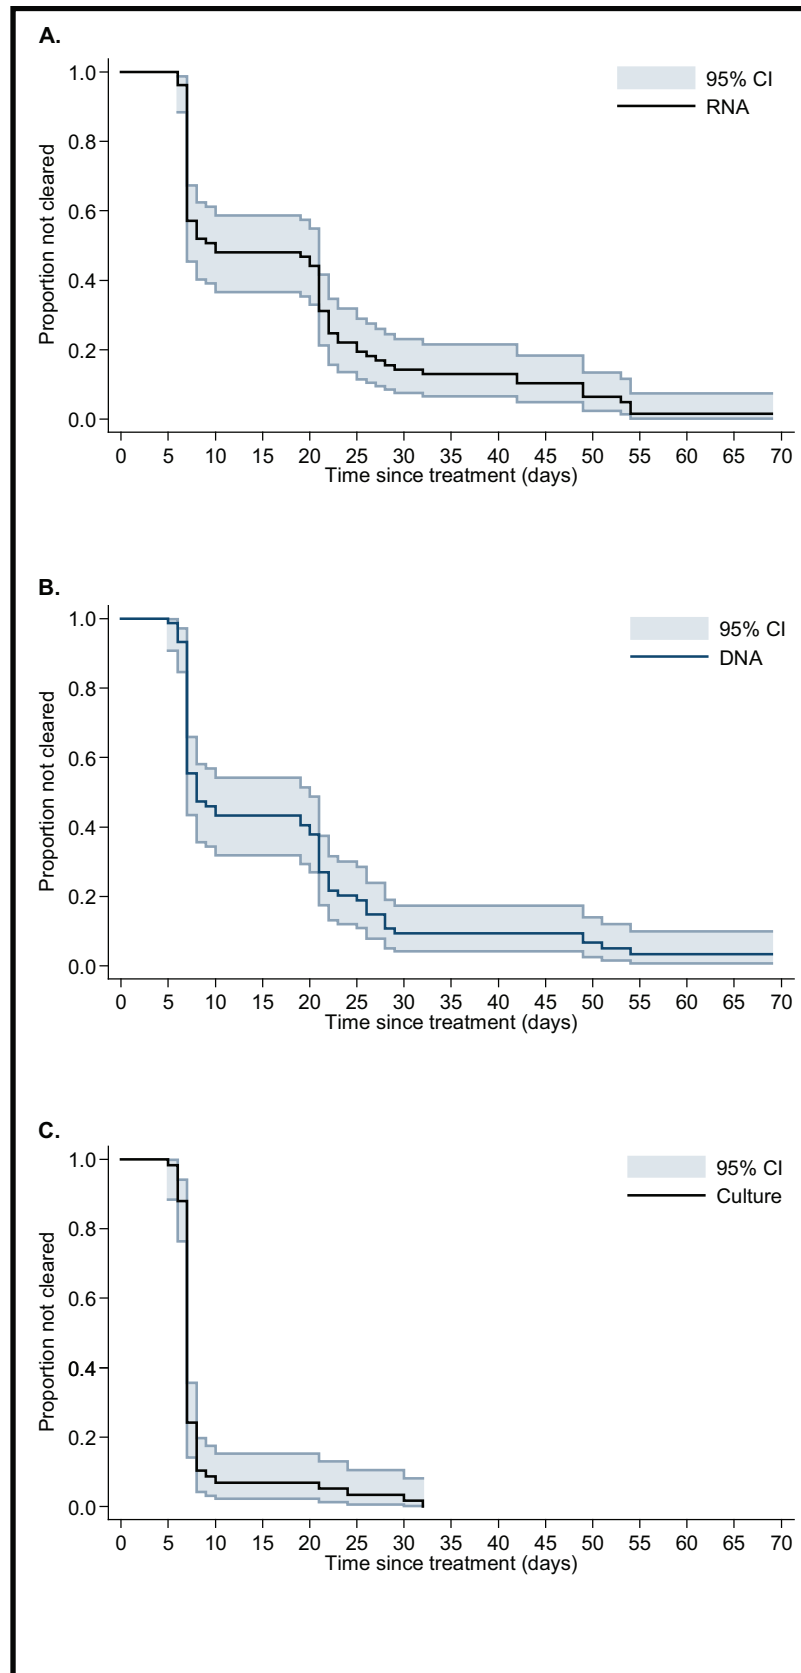 A.
95% CI
RNA
Proportion not cleared
1.0
0.8
0.6
0.4
0.2
0.0
0 5 10 15 20 25 30 35 40 45 50 55 60 65 70
Time since treatment (days)
B.
95% CI
DNA
Proportion not cleared
1.0
0.8
0.6
0.4
0.2
0.0
0 5 10 15 20 25 30 35 40 45 50 55 60 65 70
Time since treatment (days)
C.
95% CI
Culture
Proportion not cleared
1.0
0.8
0.6
0.4
0.2
0.0
0 5 10 15 20 25 30 35 40 45 50 55 60 65 70
Time since treatment (days)